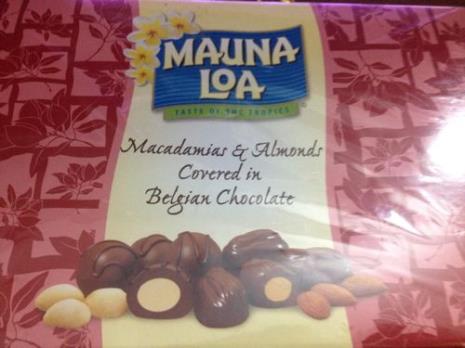 MAUNA
LOA
TASTE OF THE TROPICS
Macadamias & Almonds
Covered in
Belgian Chocolate